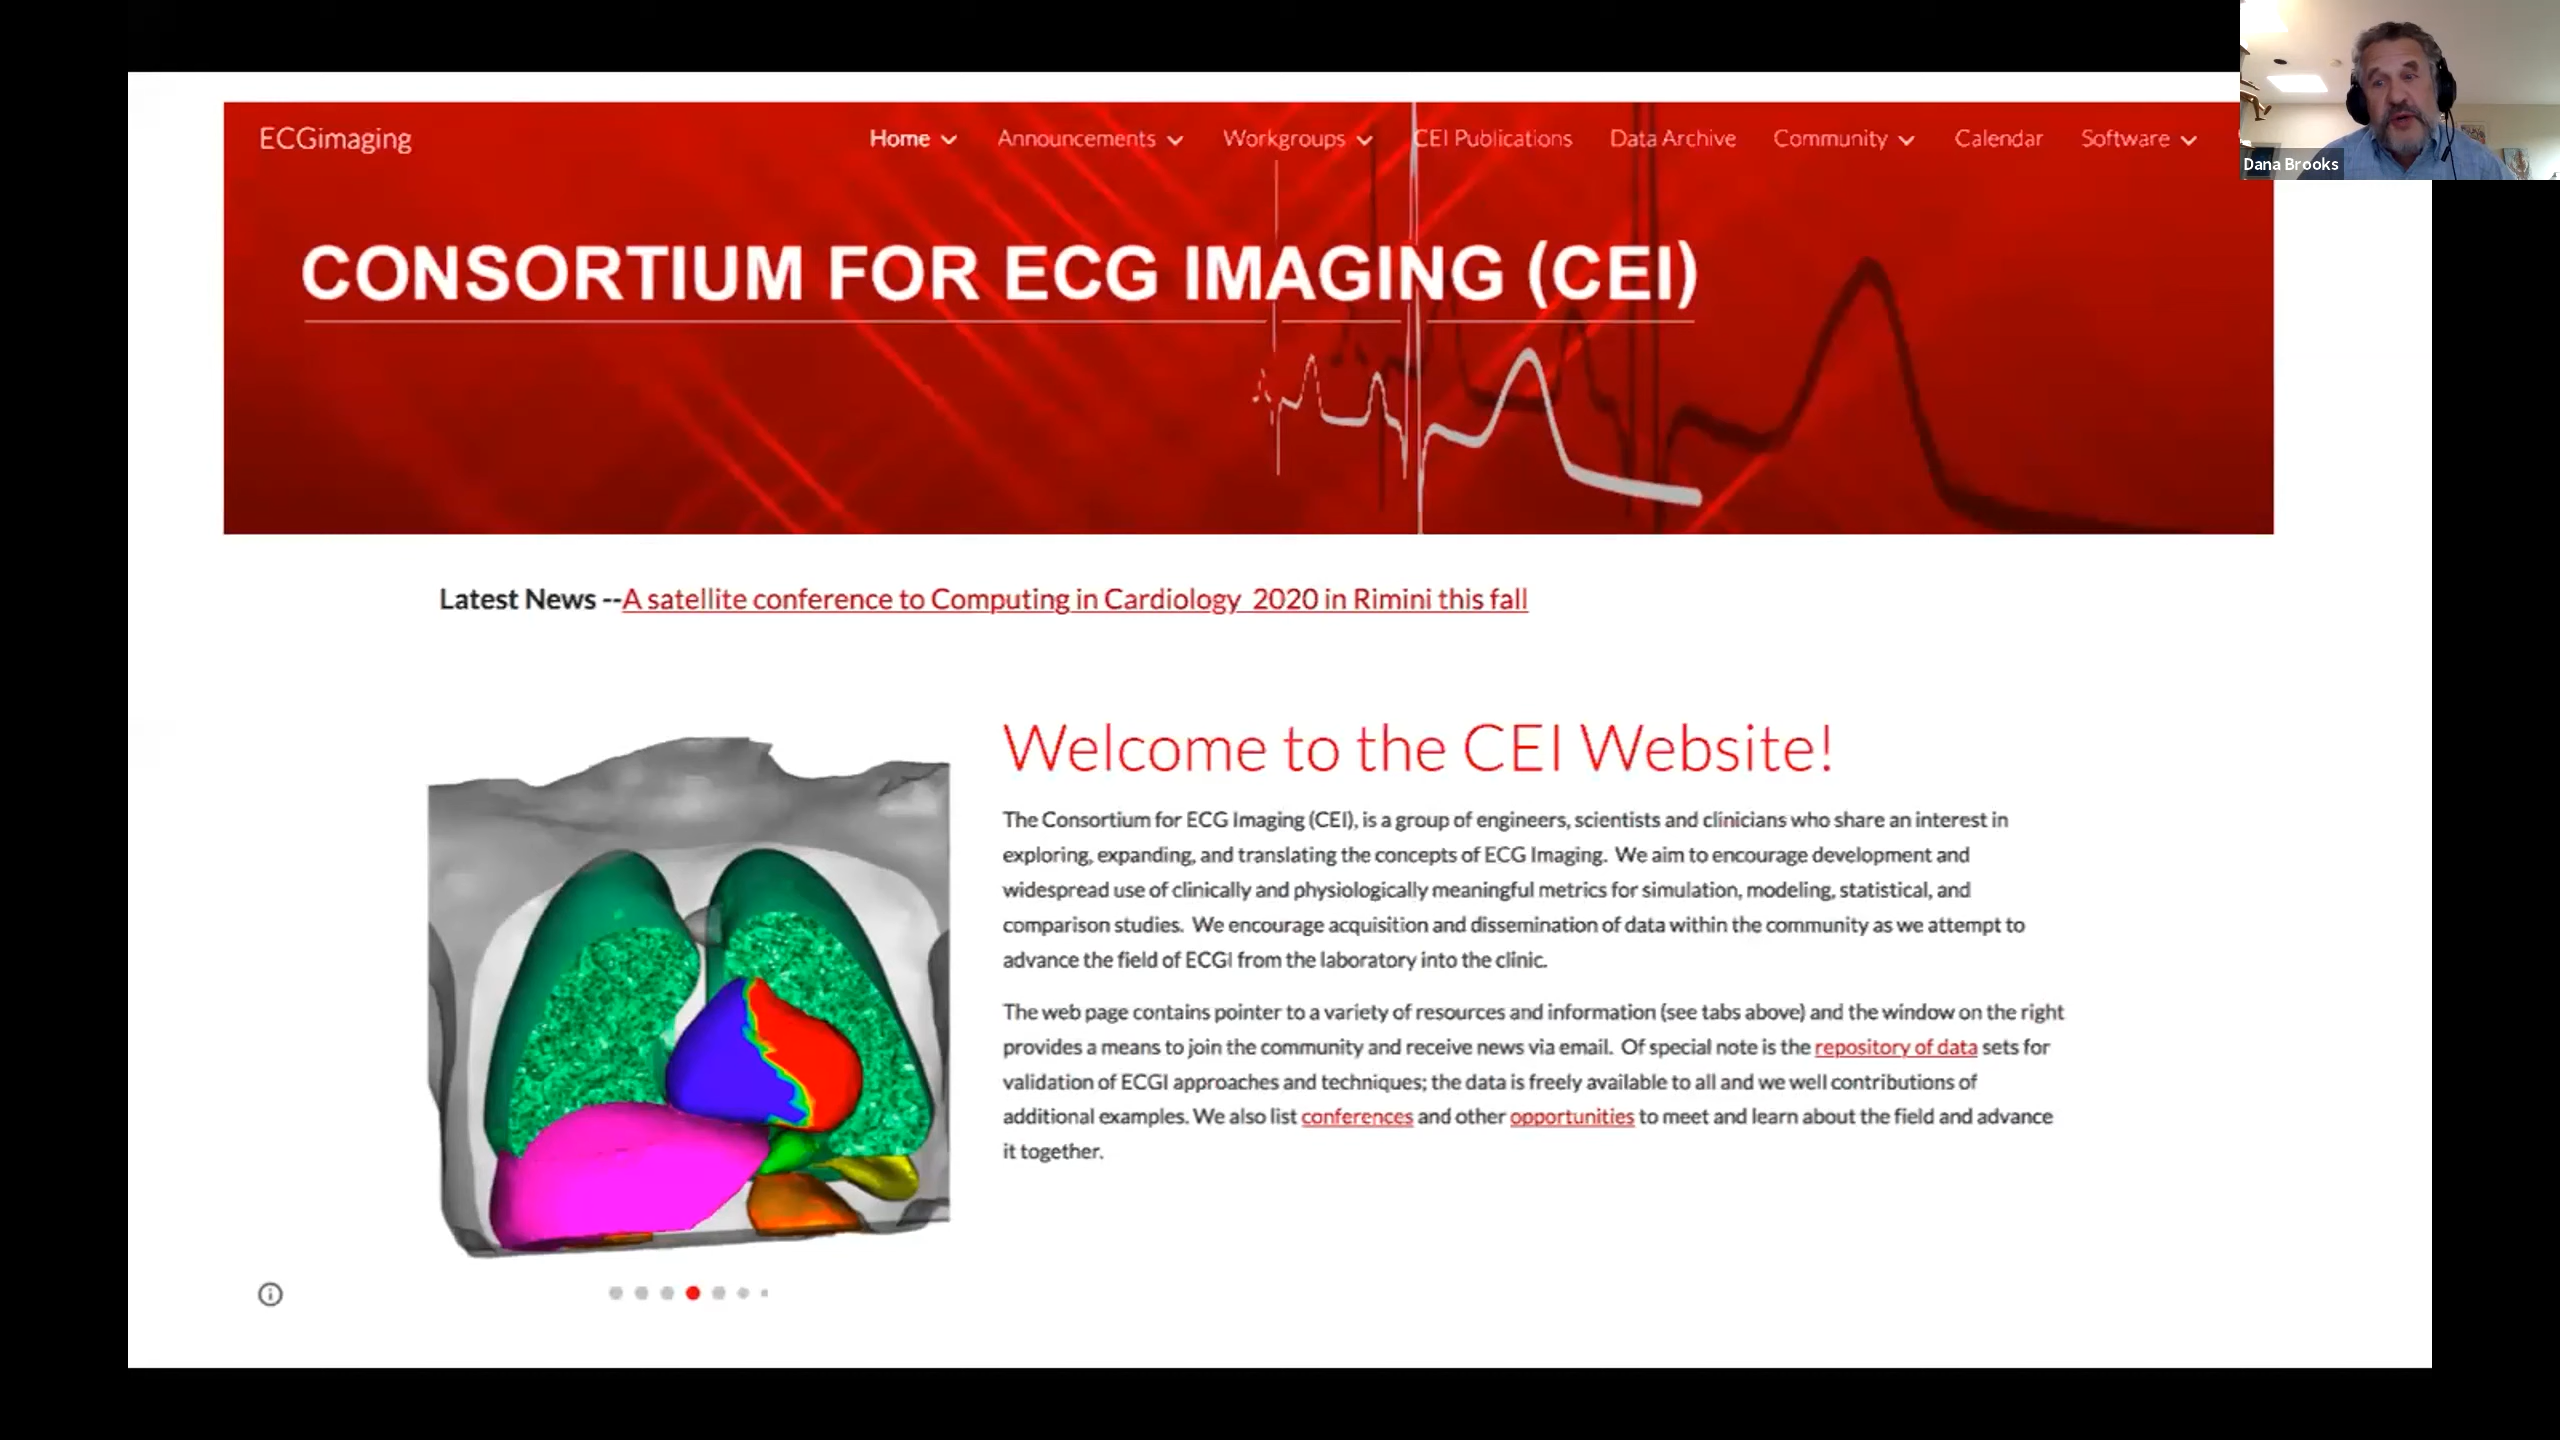 ECGimaging
Home Announcements Workgroups CEI Publications Data Archive Community Calendar Software
Dana Brooks
CONSORTIUM FOR ECG IMAGING (CEI)
Latest News --A satellite conference to Computing in Cardiology 2020 in Rimini this fall
Welcome to the CEI Website!
The Consortium for ECG Imaging (CEI), is a group of engineers, scientists and clinicians who share an interest in
exploring, expanding, and translating the concepts of ECG Imaging. We aim to encourage development and
widespread use of clinically and physiologically meaningful metrics for simulation, modeling, statistical, and
comparison studies. We encourage acquisition and dissemination of data within the community as we attempt to
advance the field of ECGI from the laboratory into the clinic.
The web page contains pointer to a variety of resources and information (see tabs above) and the window on the right
provides a means to join the community and receive news via email. Of special note is the repository of data sets for
validation of ECGI approaches and techniques; the data is freely available to all and we well contributions of
additional examples. We also list conferences and other opportunities to meet and learn about the field and advance
it together.